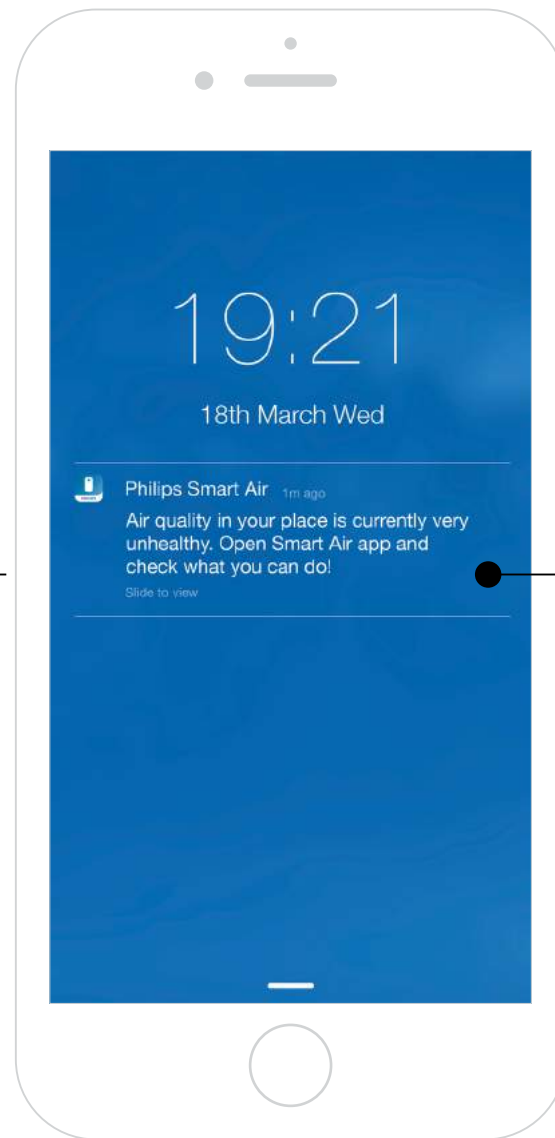 19:21
18th March Wed
Philips Smart Air 1m ago
Air quality in your place is currently very
unhealthy. Open Smart Air app and
check what you can do!
Slide to view